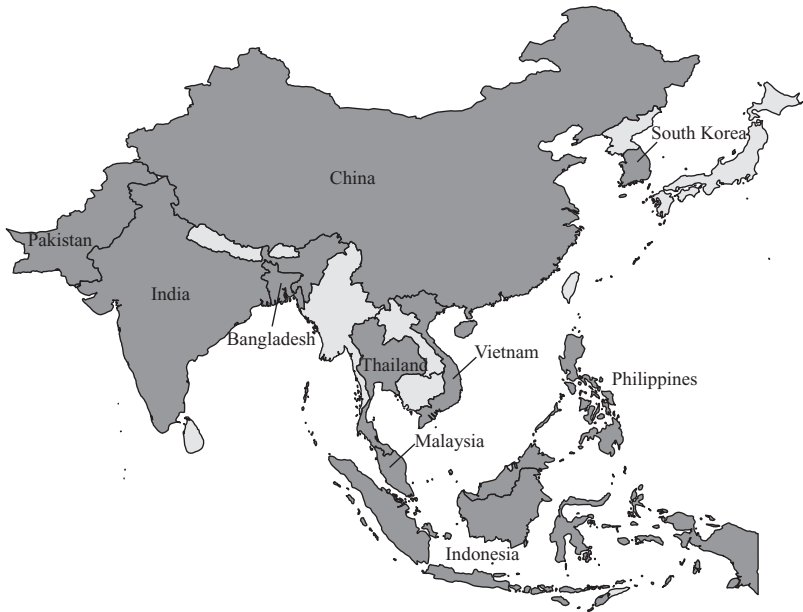 South Korea
China
Pakistan
India
Bangladesh
Vietnam
Thailand
Philippines
Malaysia
Indonesia